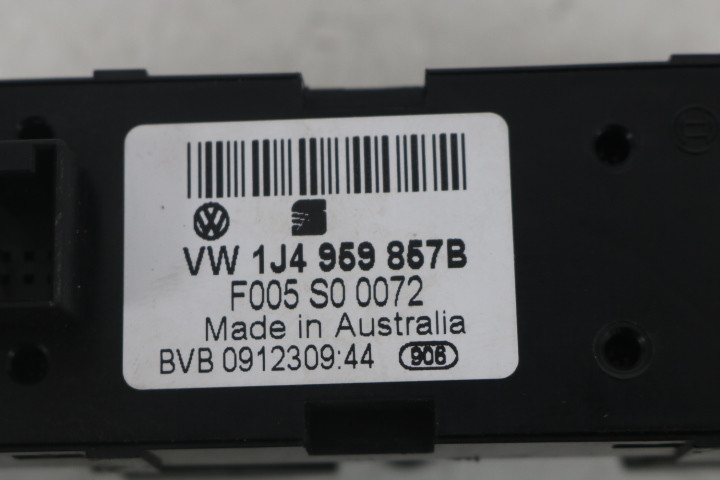 VW 1J4 959 857B
F005 S0 0072
Made in Australia
BVB 0912309:44 906